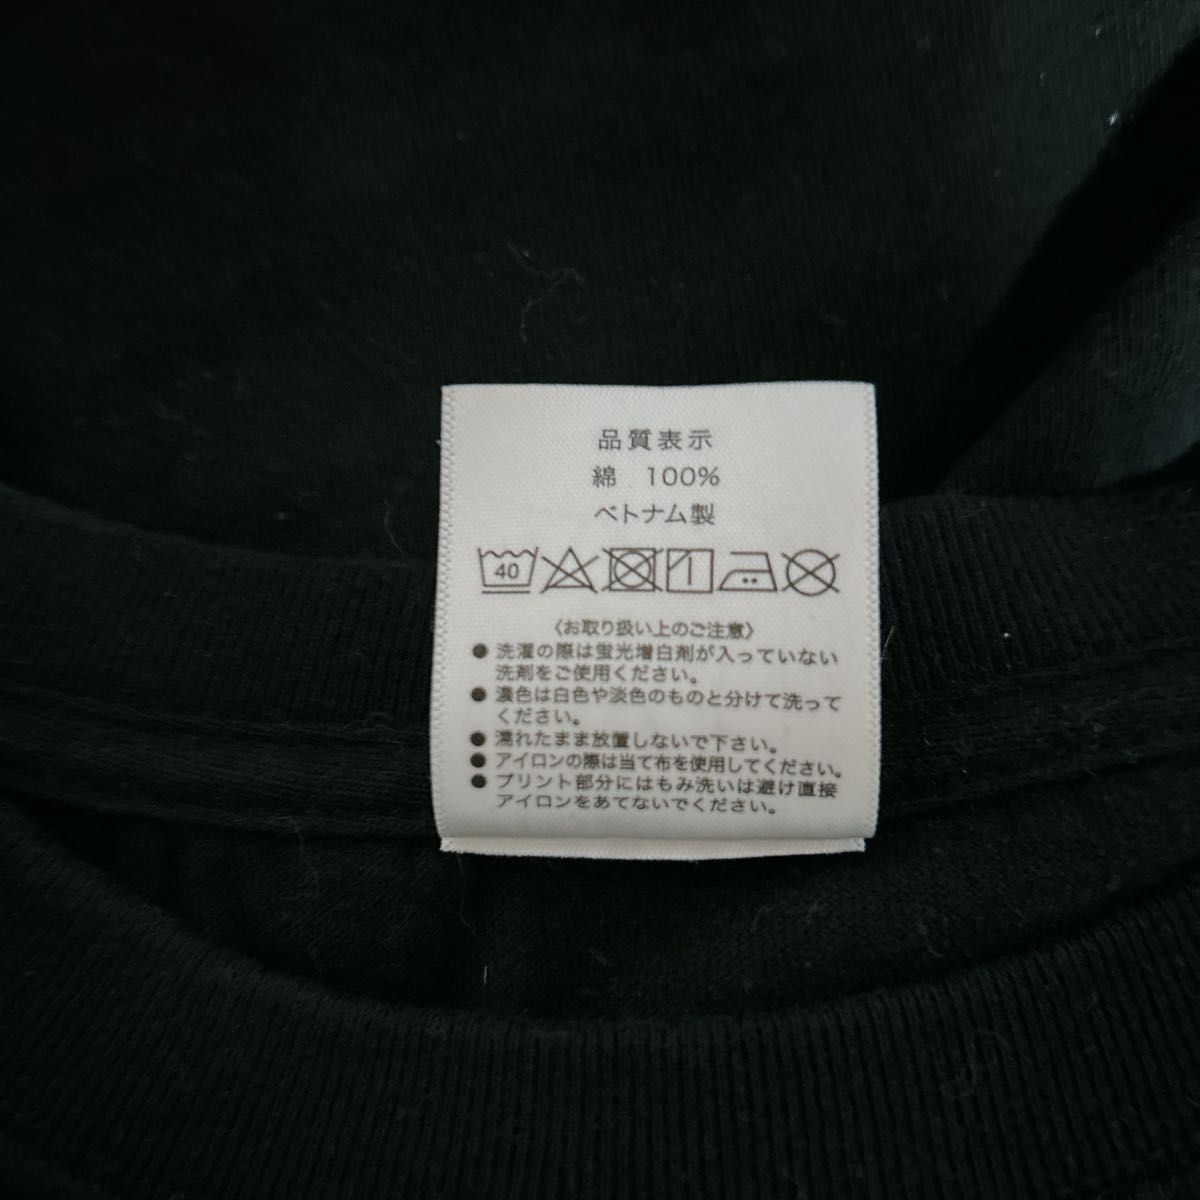 品質表示
綿　100%
ベトナム製
40
〈お取り扱い上のご注意〉
● 洗濯の際は蛍光増白剤が入っていない
洗剤をご使用ください。
● 濃色は白色や淡色のものと分けて洗って
ください。
● 濡れたまま放置しないで下さい。
● アイロンの際は当て布を使用してください。
● プリント部分にはもみ洗いは避け直接
アイロンをあてないでください。